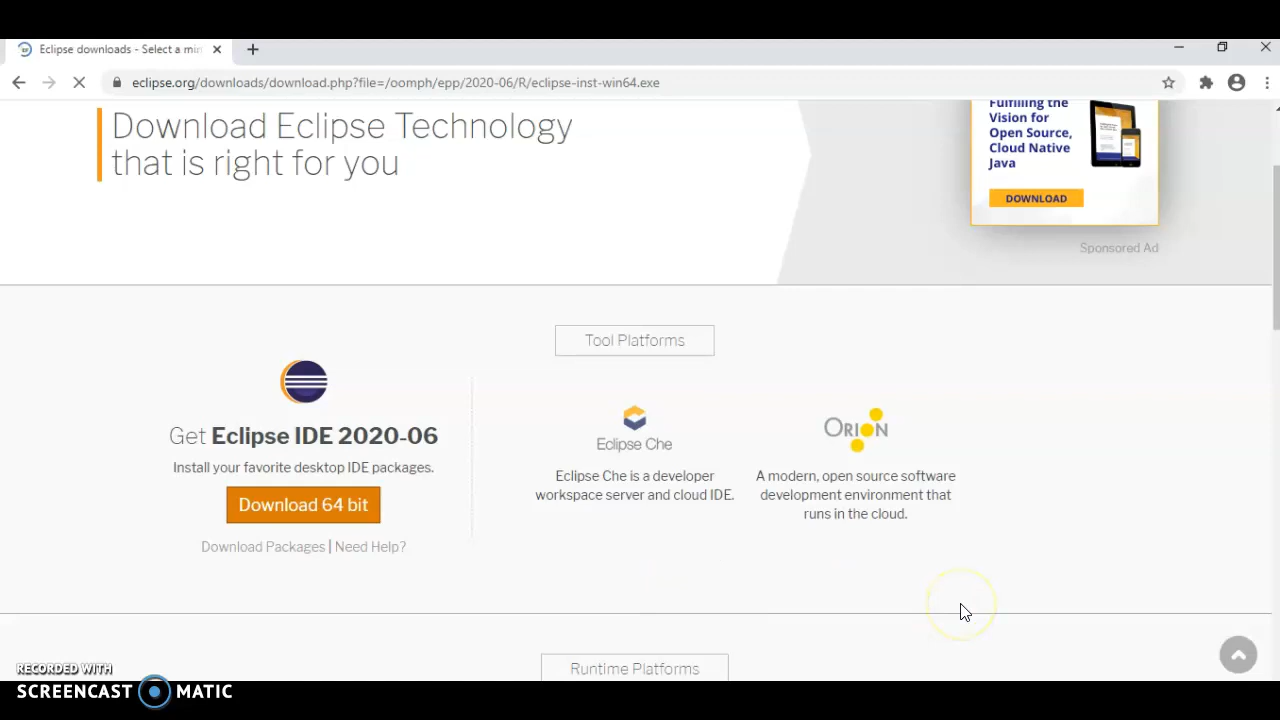 Eclipse downloads - Select a mir
eclipse.org/downloads/download.php?file=/oomph/epp/2020-06/R/eclipse-inst-win64.exe
Download Eclipse Technology
that is right for you
Fulfilling the
Vision for
Open Source,
Cloud Native
Java
DOWNLOAD
Sponsored Ad
Tool Platforms
Get Eclipse IDE 2020-06
Install your favorite desktop IDE packages.
Download 64 bit
Download Packages | Need Help?
Eclipse Che
Eclipse Che is a developer
workspace server and cloud IDE.
ORION
A modern, open source software
development environment that
runs in the cloud.
Runtime Platforms
RECORDED WITH
SCREENCAST MATIC